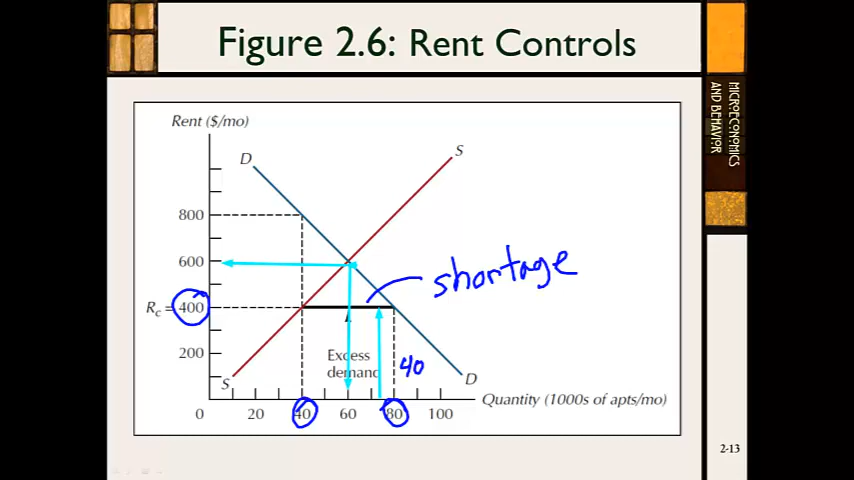 Figure 2.6: Rent Controls
MICROECONOMICS
AND BEHAVIOR
Rent ($/mo)
D
S
800
600
shortage
Rc = 400
200
Excess
demand
40
S
D
0
20
40
60
80
100
Quantity (1000s of apts/mo)
2-13